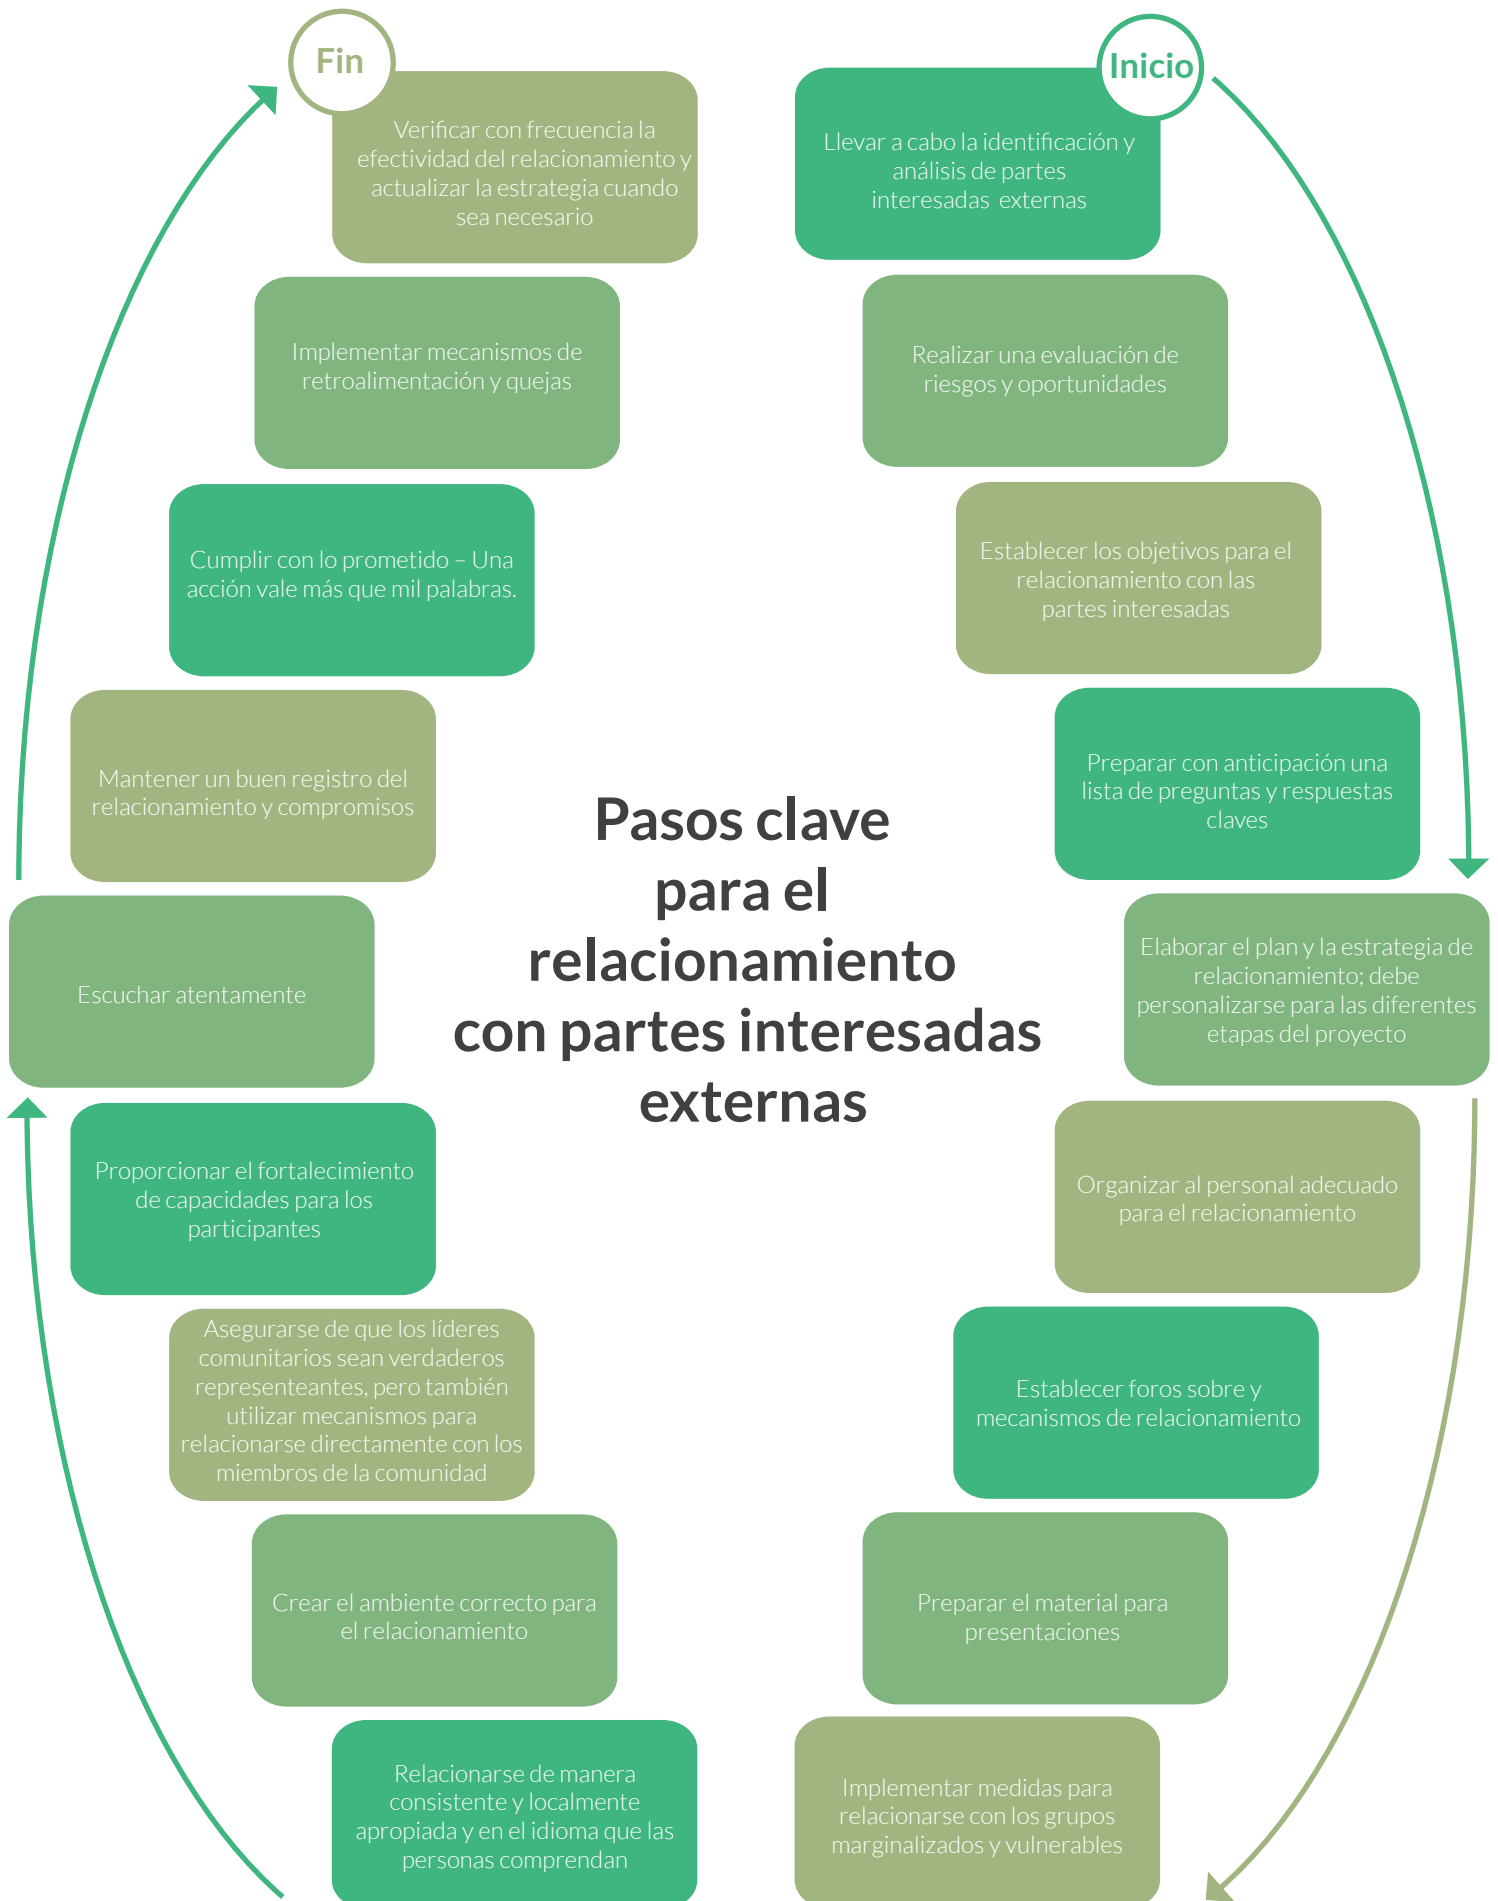 Inicio
Llevar a cabo la identificación y
análisis de partes
interesadas externas
Realizar una evaluación de
riesgos y oportunidades
Establecer los objetivos para el
relacionamiento con las
partes interesadas
Preparar con anticipación una
lista de preguntas y respuestas
claves
Elaborar el plan y la estrategia de
relacionamiento; debe
personalizarse para las diferentes
etapas del proyecto
Organizar al personal adecuado
para el relacionamiento
Establecer foros sobre y
mecanismos de relacionamiento
Preparar el material para
presentaciones
Implementar medidas para
relacionarse con los grupos
marginalizados y vulnerables
Relacionarse de manera
consistente y localmente
apropiada y en el idioma que las
personas comprendan
Crear el ambiente correcto para
el relacionamiento
Asegurarse de que los líderes
comunitarios sean verdaderos
representeantes, pero también
utilizar mecanismos para
relacionarse directamente con los
miembros de la comunidad
Proporcionar el fortalecimiento
de capacidades para los
participantes
Escuchar atentamente
Mantener un buen registro del
relacionamiento y compromisos
Cumplir con lo prometido – Una
acción vale más que mil palabras.
Implementar mecanismos de
retroalimentación y quejas
Verificar con frecuencia la
efectividad del relacionamiento y
actualizar la estrategia cuando
sea necesario
Fin
Pasos clave
para el
relacionamiento
con partes interesadas
externas